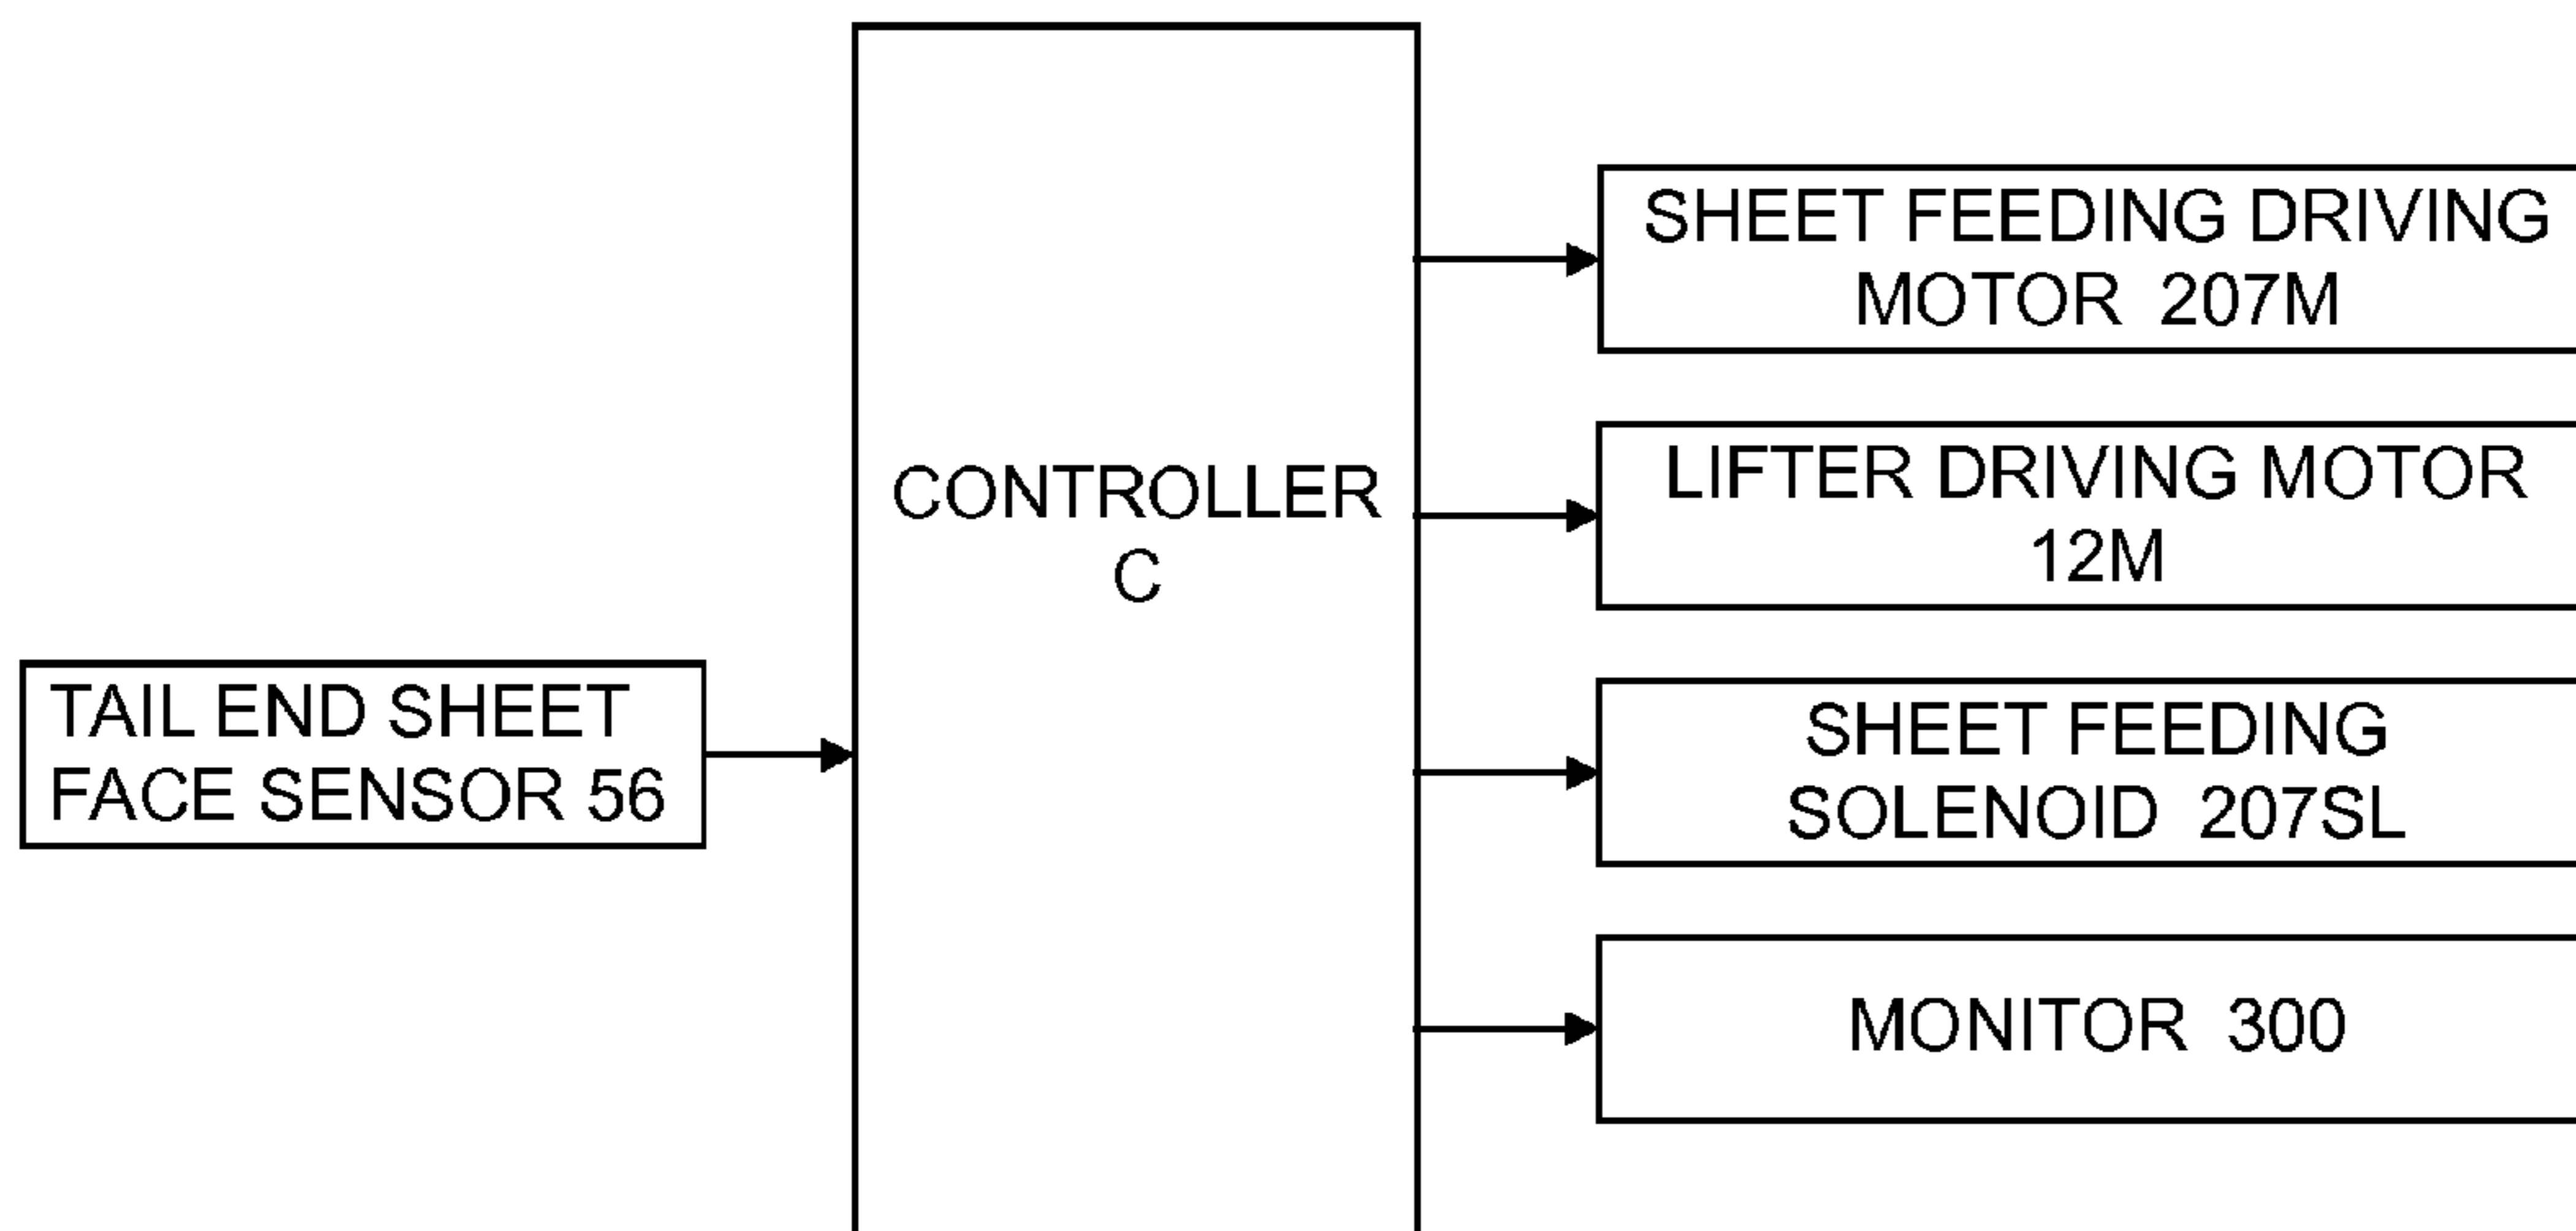 SHEET FEEDING DRIVING
MOTOR 207M
LIFTER DRIVING MOTOR
12M
CONTROLLER
C
TAIL END SHEET
FACE SENSOR 56
SHEET FEEDING
SOLENOID 207SL
MONITOR 300